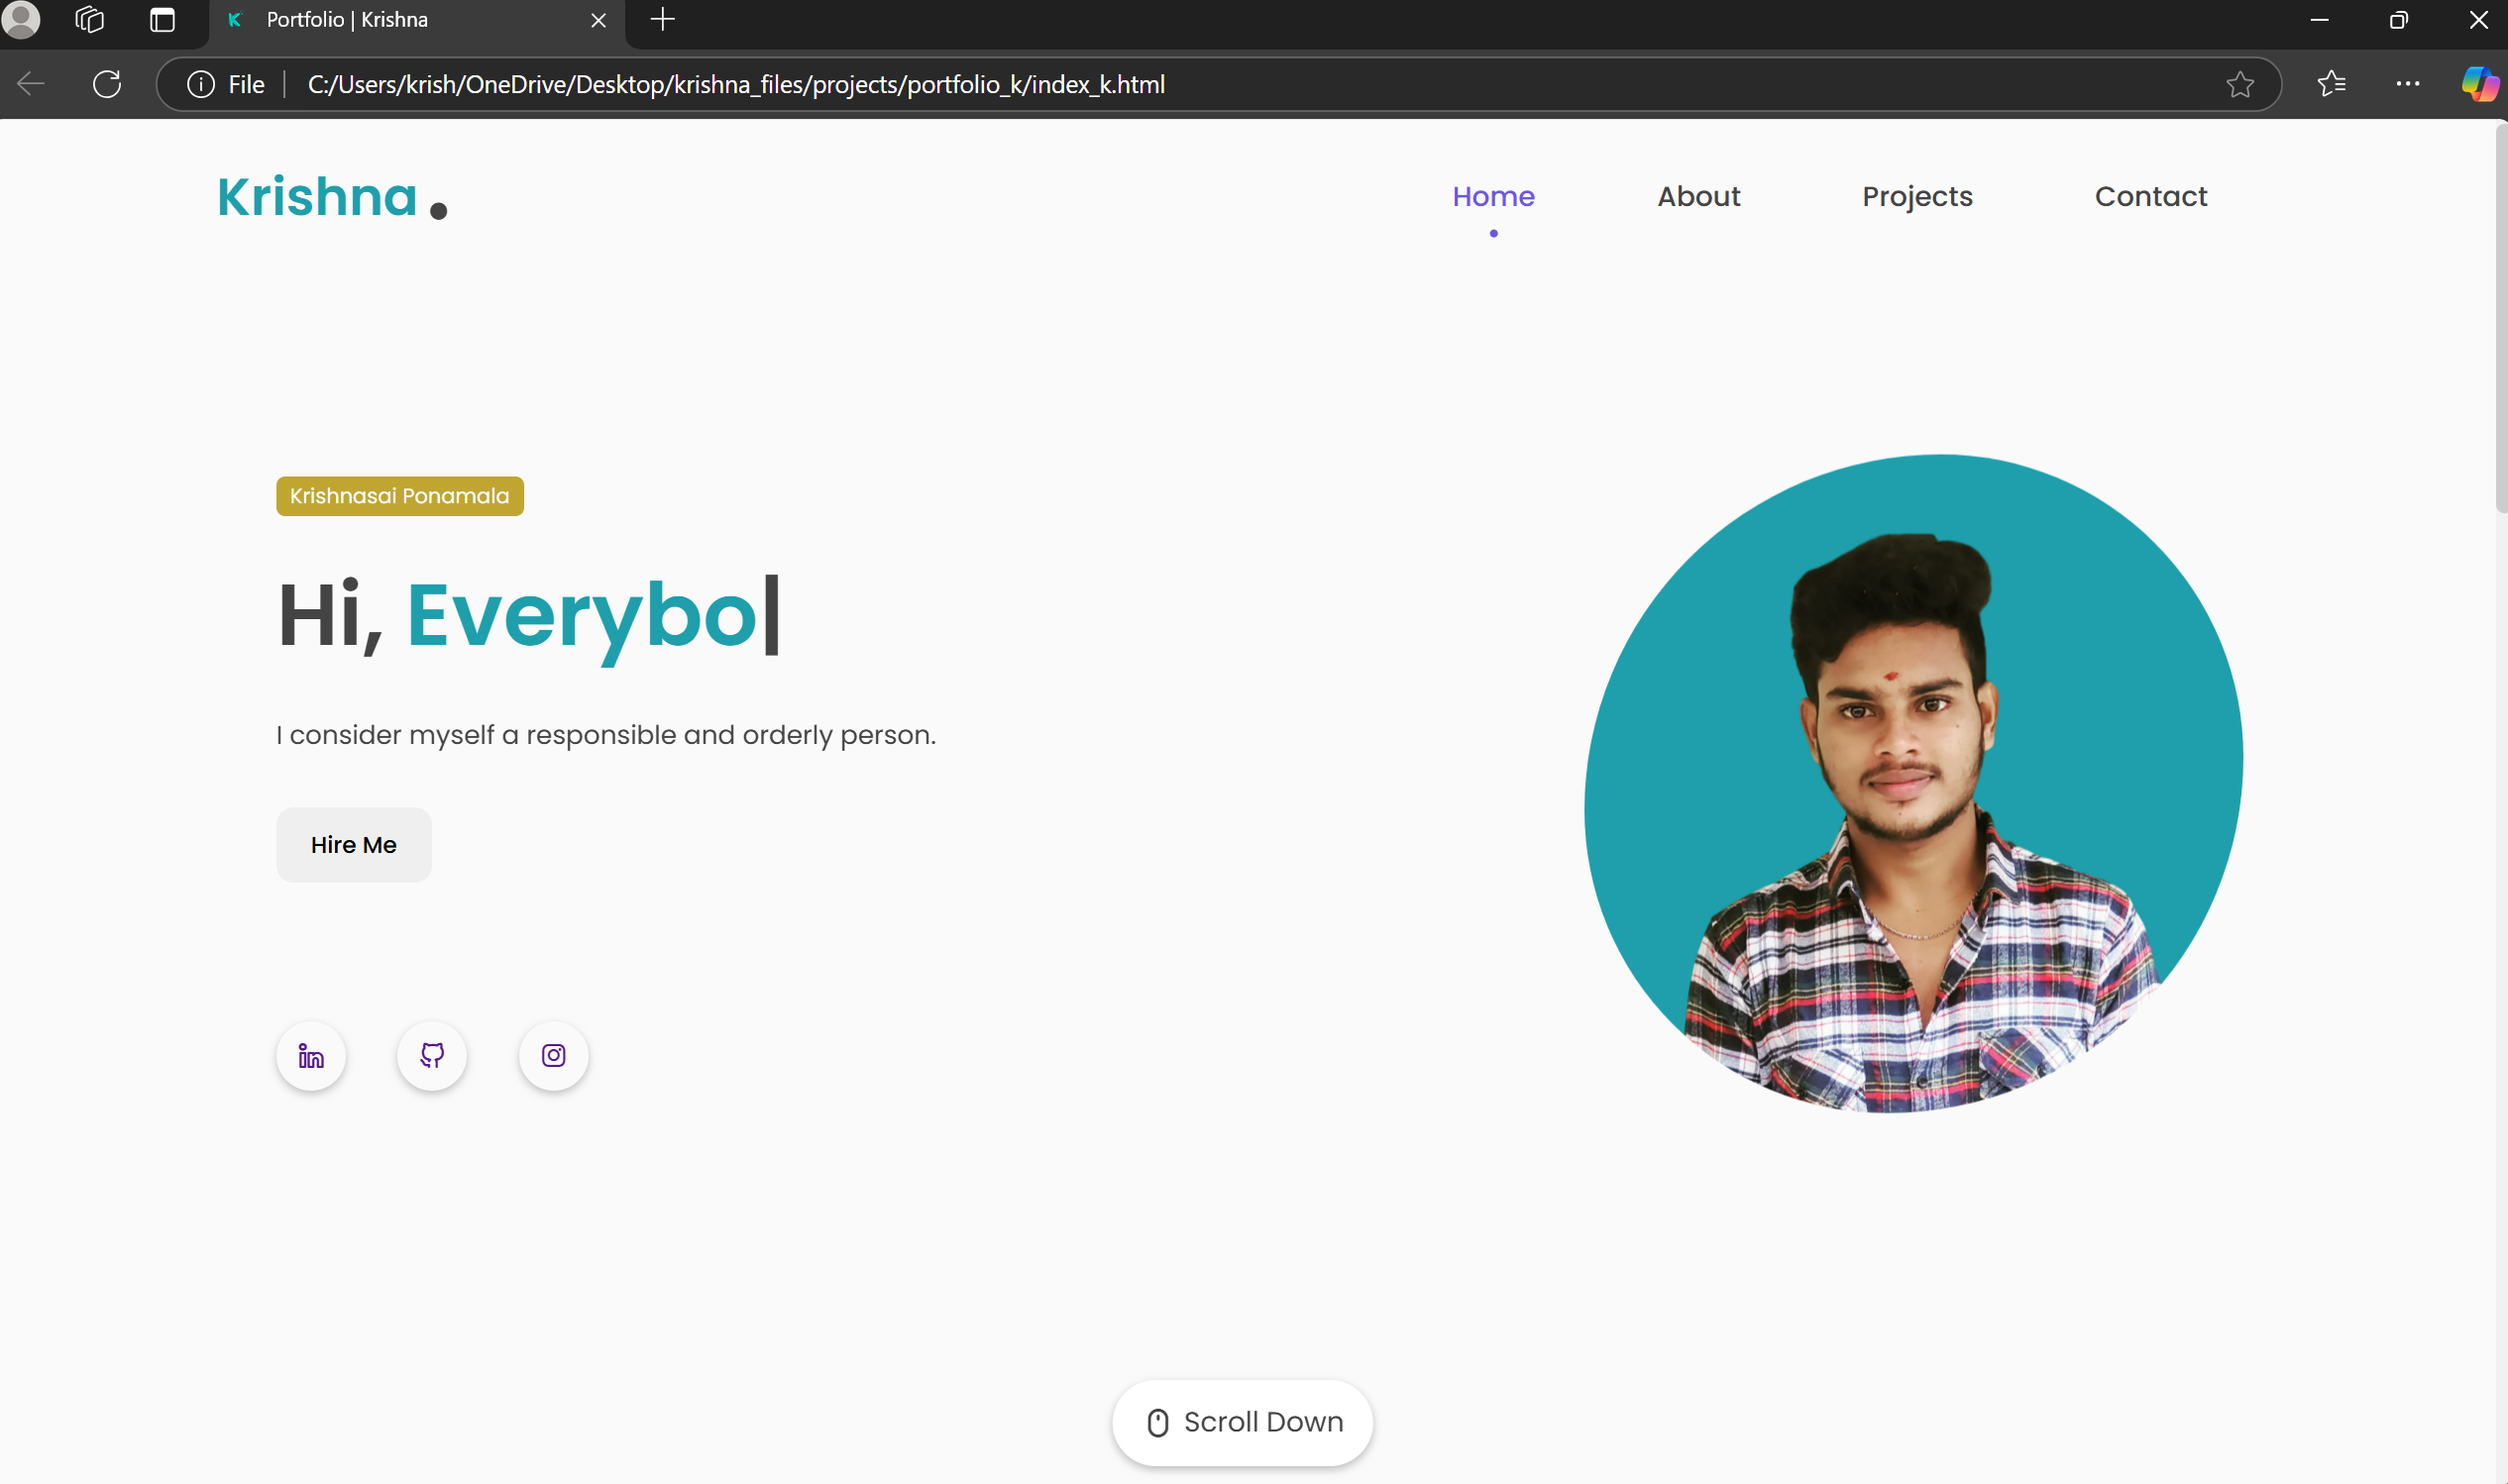 Portfolio | Krishna
File
C:/Users/krish/OneDrive/Desktop/krishna_files/projects/portfolio_k/index_k.html
Krishna.
Home About Projects Contact
Krishnasai Ponamala
Hi, Everybo|
I consider myself a responsible and orderly person.
Hire Me
Scroll Down